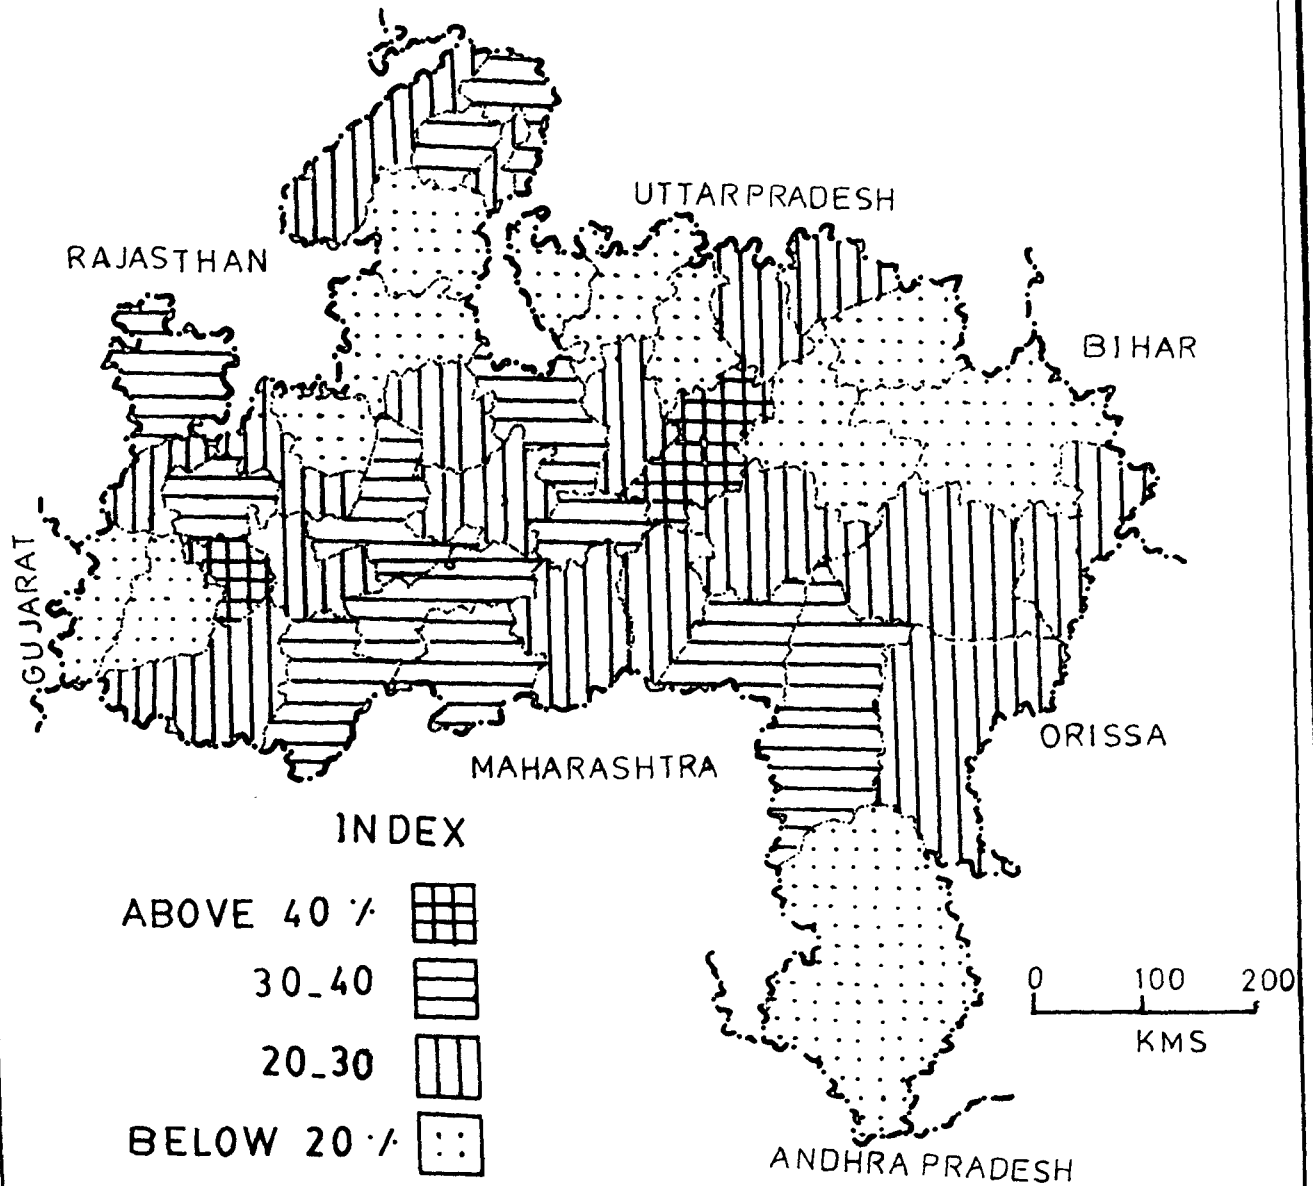 UTTARPRADESH
RAJASTHAN
BIHAR
GUJARAT
ORISSA
MAHARASHTRA
INDEX
ABOVE 40 %
30_40
20_30
BELOW 20 %
0 100 200
KMS
ANDHRA PRADESH